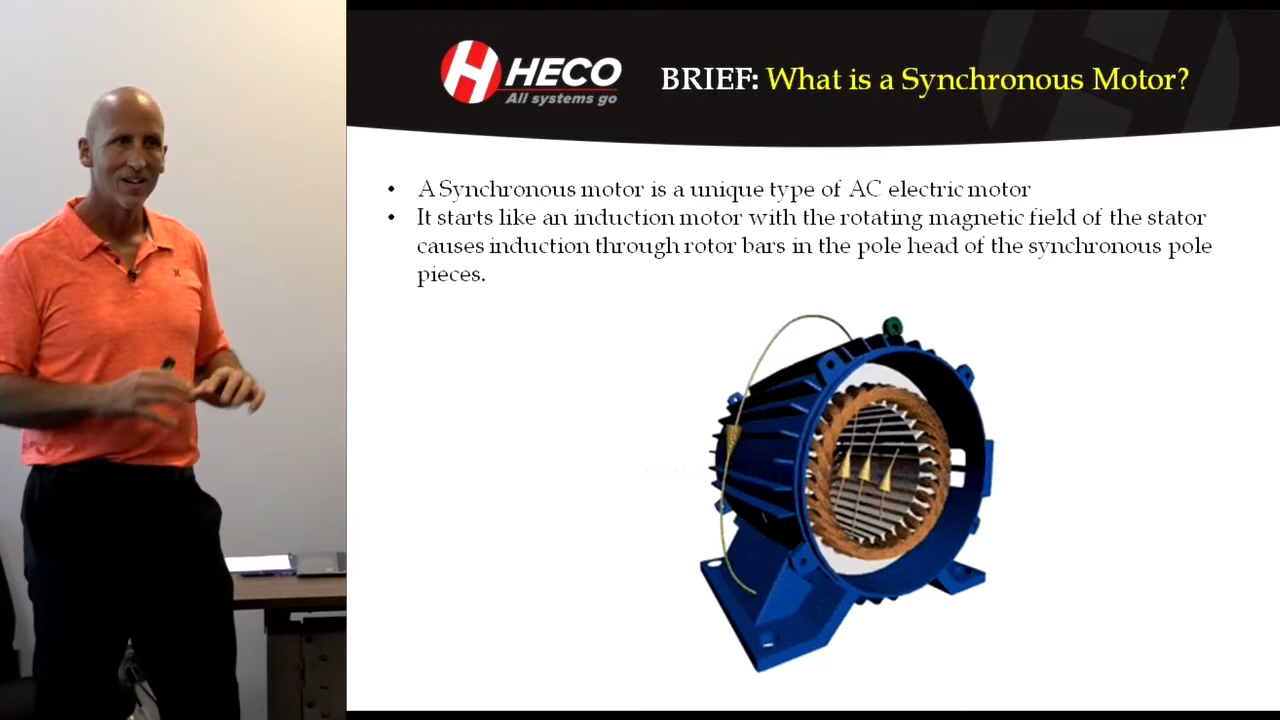 HECO
All systems go
BRIEF: What is a Synchronous Motor?
• A Synchronous motor is a unique type of AC electric motor
• It starts like an induction motor with the rotating magnetic field of the stator
causes induction through rotor bars in the pole head of the synchronous pole
pieces.